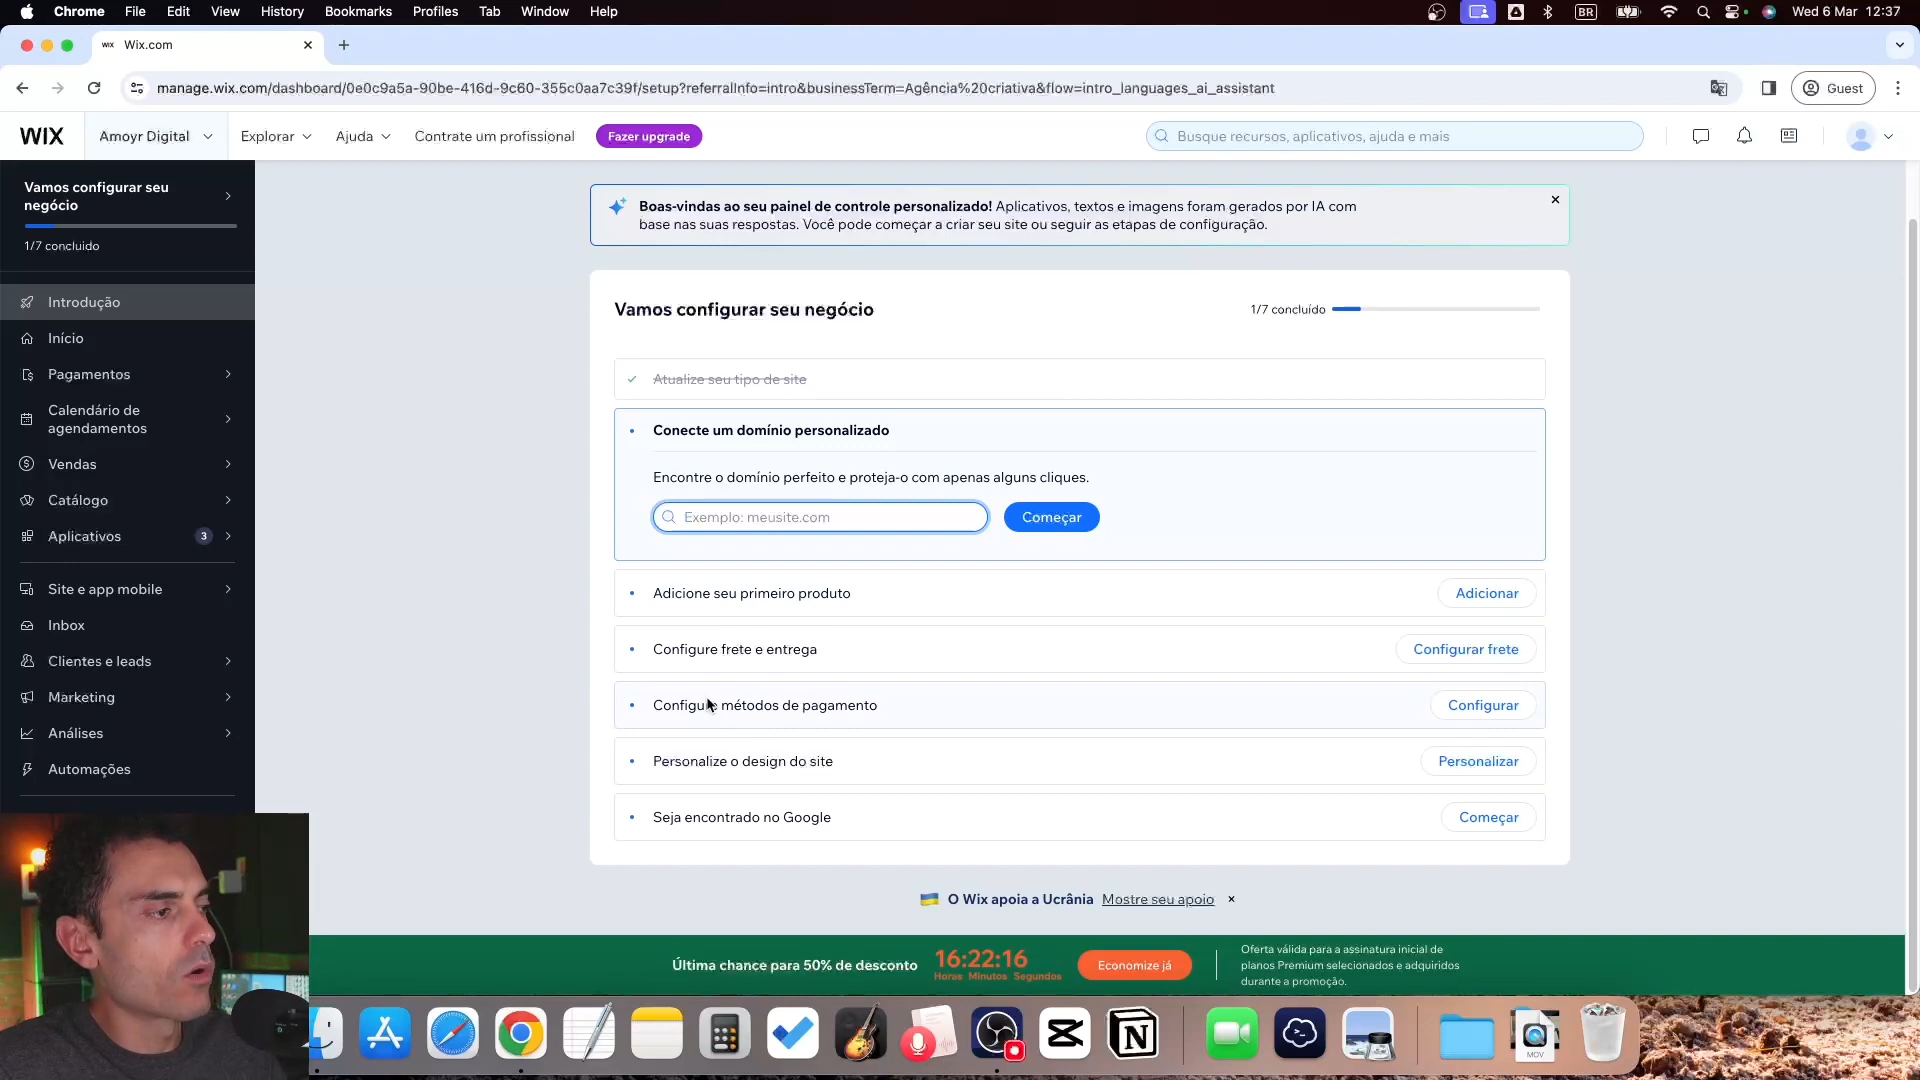 Chrome File Edit View History Bookmarks Profiles Tab Window Help
BR
Wed 6 Mar 12:37
WIX Wix.com
manage.wix.com/dashboard/0e0c9a5a-90be-416d-9c60-355c0aa7c39f/setup?referralInfo=intro&businessTerm=Agência%20criativa&flow=intro_languages_ai_assistant
Guest
WIX
Amoyr Digital
Explorar
Ajuda
Contrate um profissional
Fazer upgrade
Busque recursos, aplicativos, ajuda e mais
Vamos configurar seu
negócio
1/7 concluído
Introdução
Início
Pagamentos
Calendário de
agendamentos
Vendas
Catálogo
Aplicativos 3
Site e app mobile
Inbox
Clientes e leads
Marketing
Análises
Automações
Boas-vindas ao seu painel de controle personalizado! Aplicativos, textos e imagens foram gerados por IA com
base nas suas respostas. Você pode começar a criar seu site ou seguir as etapas de configuração.
Vamos configurar seu negócio
1/7 concluído
Atualize seu tipo de site
Conecte um domínio personalizado
Encontre o domínio perfeito e proteja-o com apenas alguns cliques.
Exemplo: meusite.com
Começar
Adicione seu primeiro produto
Adicionar
Configure frete e entrega
Configurar frete
Configure métodos de pagamento
Configurar
Personalize o design do site
Personalizar
Seja encontrado no Google
Começar
O Wix apoia a Ucrânia Mostre seu apoio
Última chance para 50% de desconto
16:22:16
Horas Minutos Segundos
Economize já
Oferta válida para a assinatura inicial de
planos Premium selecionados e adquiridos
durante a promoção.
MOV